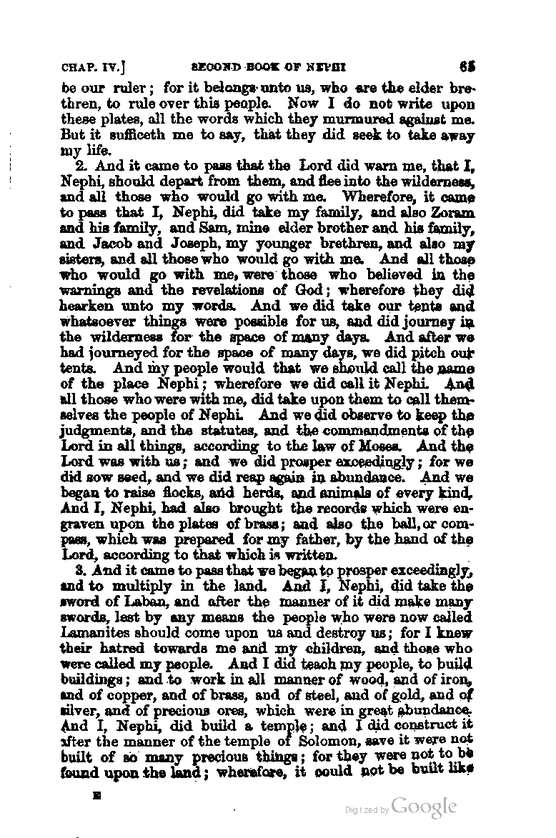 CHAP. IV.] SECOND BOOK OF NEPHI 65
be our ruler; for it belongs unto us, who are the elder bre-
thren, to rule over this people. Now I do not write upon
these plates, all the words which they murmured against me.
But it sufficeth me to say, that they did seek to take away
my life.
2. And it came to pass that the Lord did warn me, that I,
Nephi, should depart from them, and flee into the wilderness,
and all those who would go with me. Wherefore, it came
to pass that I, Nephi, did take my family, and also Zoram
and his family, and Sam, mine elder brother and his family,
and Jacob and Joseph, my younger brethren, and also my
sisters, and all those who would go with me. And all those
who would go with me, were those who believed in the
warnings and the revelations of God; wherefore they did
hearken unto my words. And we did take our tents and
whatsoever things were possible for us, and did journey in
the wilderness for the space of many days. And after we
had journeyed for the space of many days, we did pitch our
tents. And my people would that we should call the name
of the place Nephi; wherefore we did call it Nephi. And
all those who were with me, did take upon them to call them-
selves the people of Nephi. And we did observe to keep the
judgments, and the statutes, and the commandments of the
Lord in all things, according to the law of Moses. And the
Lord was with us; and we did prosper exceedingly; for we
did sow seed, and we did reap again in abundance. And we
began to raise flocks, and herds, and animals of every kind.
And I, Nephi, had also brought the records which were en-
graven upon the plates of brass; and also the ball, or com-
pass, which was prepared for my father, by the hand of the
Lord, according to that which is written.
3. And it came to pass that we began to prosper exceedingly,
and to multiply in the land. And I, Nephi, did take the
sword of Laban, and after the manner of it did make many
swords, lest by any means the people who were now called
Lamanites should come upon us and destroy us; for I knew
their hatred towards me and my children, and those who
were called my people. And I did teach my people, to build
buildings; and to work in all manner of wood, and of iron,
and of copper, and of brass, and of steel, and of gold, and of
silver, and of precious ores, which were in great abundance.
And I, Nephi, did build a temple; and I did construct it
after the manner of the temple of Solomon, save it were not
built of so many precious things; for they were not to be
found upon the land; wherefore, it could not be built like
E
Digitized by Google